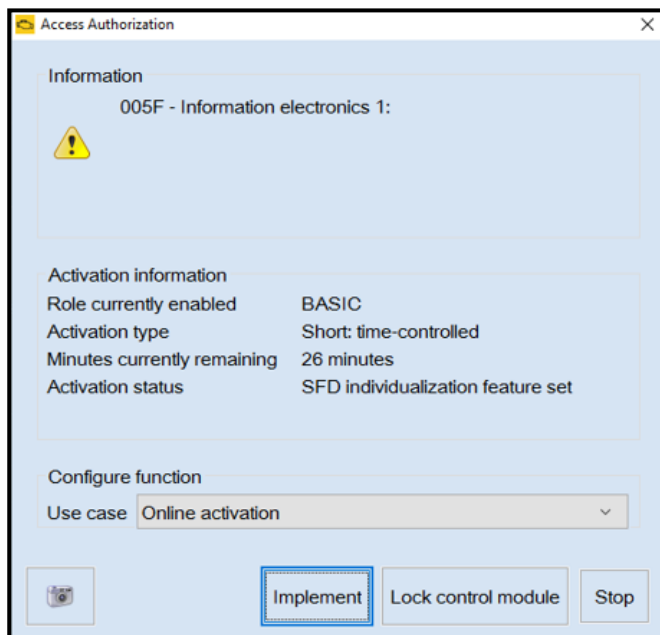 Access Authorization
Information
005F - Information electronics 1:
Activation information
Role currently enabled BASIC
Activation type Short: time-controlled
Minutes currently remaining 26 minutes
Activation status SFD individualization feature set
Configure function
Use case Online activation
Implement Lock control module Stop